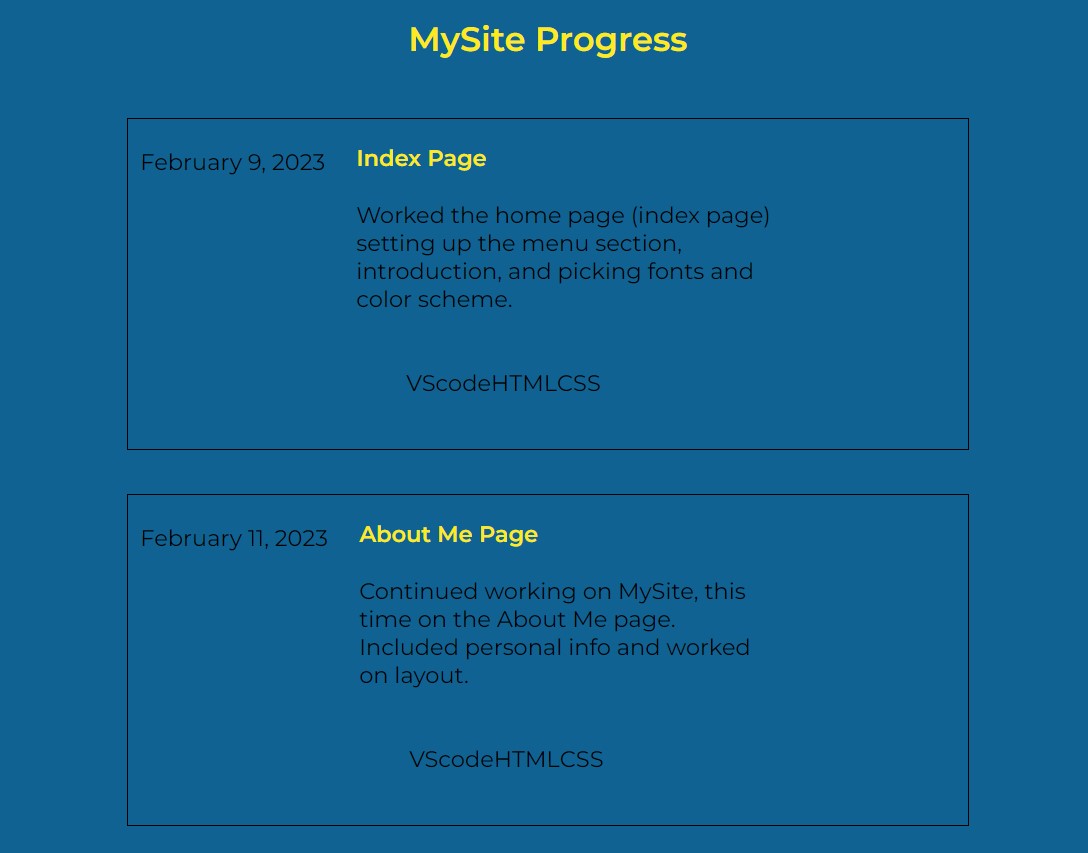 MySite Progress
February 9, 2023
Index Page
Worked the home page (index page)
setting up the menu section,
introduction, and picking fonts and
color scheme.
VScodeHTMLCSS
February 11, 2023
About Me Page
Continued working on MySite, this
time on the About Me page.
Included personal info and worked
on layout.
VScodeHTMLCSS